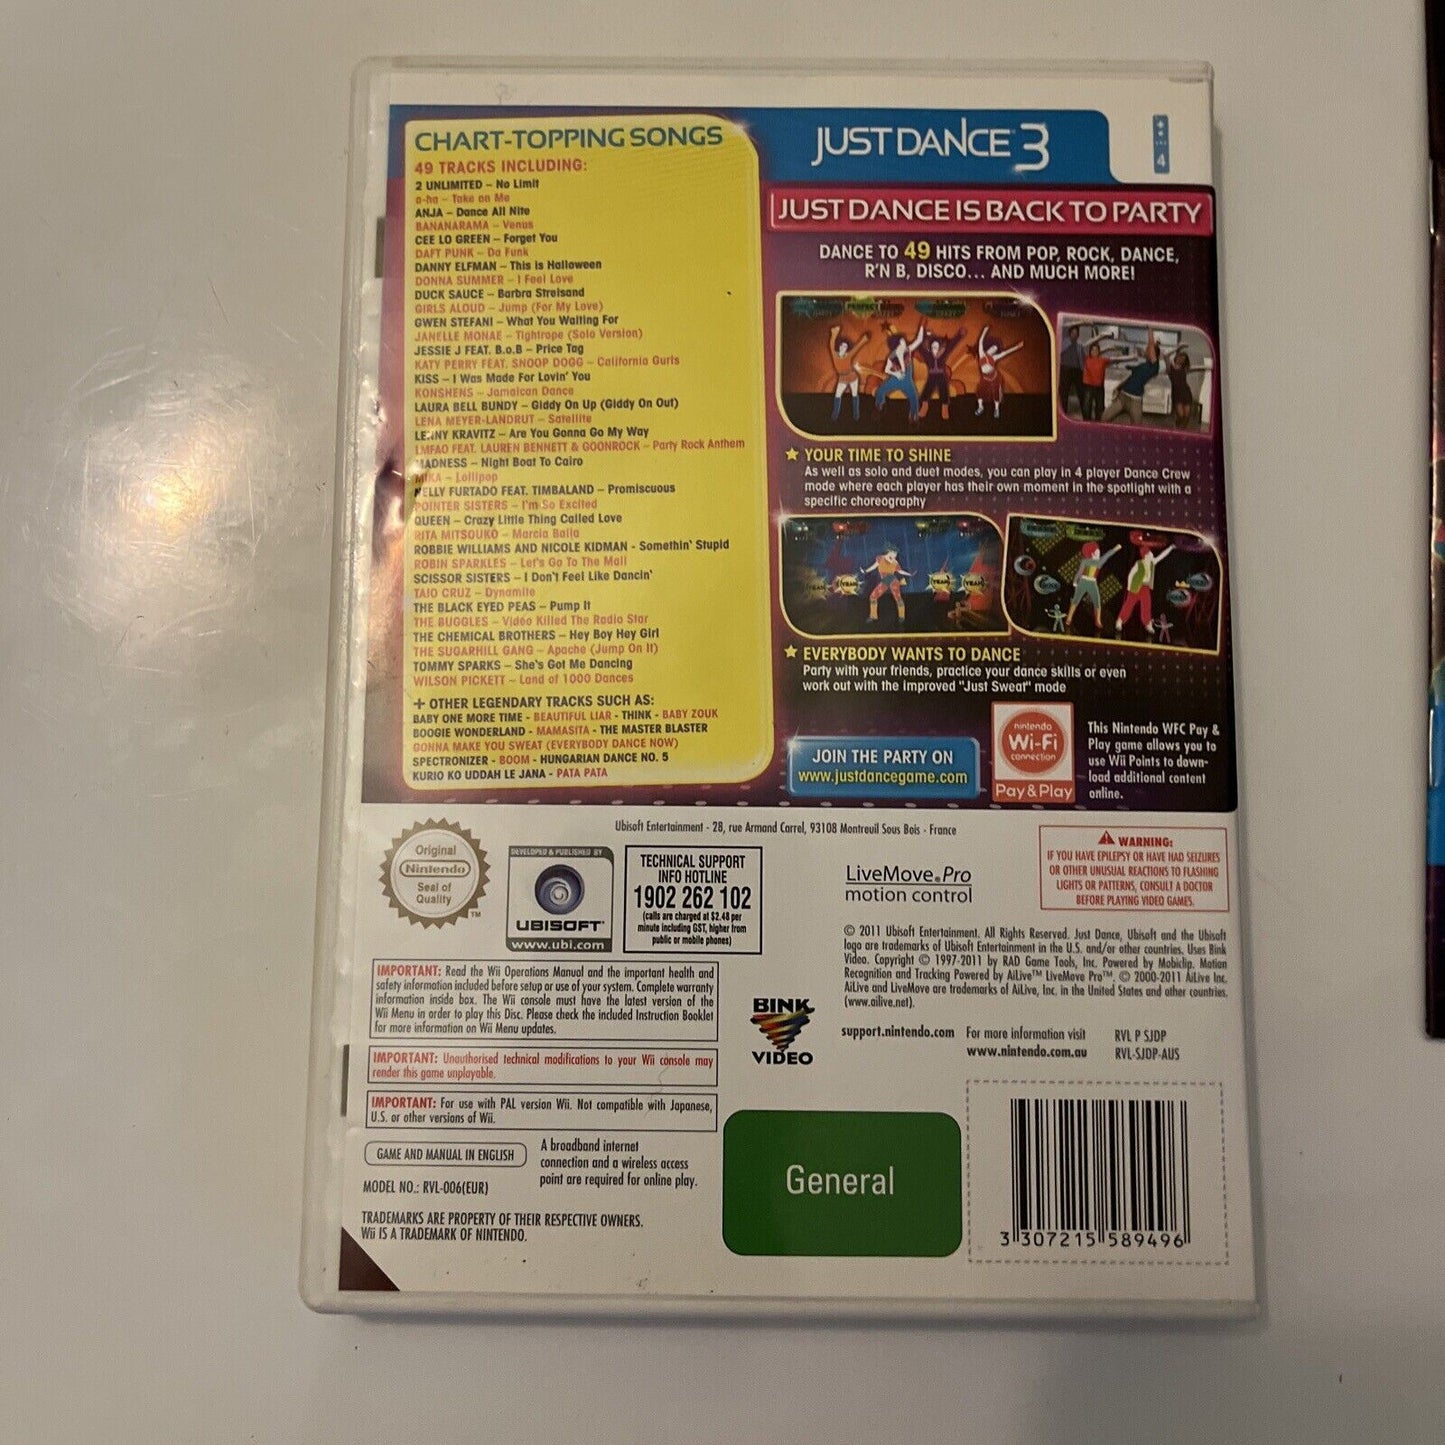 CHART-TOPPING SONGS
49 TRACKS INCLUDING:
2 UNLIMITED – No Limit
a-ha – Take on Me
ANJA – Dance All Nite
BANANARAMA – Venus
CEE LO GREEN – Forget You
DAFT PUNK – Da Funk
DANNY ELFMAN – This is Halloween
DONNA SUMMER – I Feel Love
DUCK SAUCE – Barbra Streisand
GIRLS ALOUD – Jump (For My Love)
GWEN STEFANI – What You Waiting For
JANELLE MONAE – Tightrope (Solo Version)
JESSIE J FEAT. B.o.B – Price Tag
KATY PERRY FEAT. SNOOP DOGG – California Gurls
KISS – I Was Made For Lovin' You
KONSHENS – Jamaican Dance
LAURA BELL BUNDY – Giddy On Up (Giddy On Out)
LENA MEYER-LANDRUT – Satellite
LENNY KRAVITZ – Are You Gonna Go My Way
LMFAO FEAT. LAUREN BENNETT & GOONROCK – Party Rock Anthem
MADNESS – Night Boat To Cairo
MIKA – Lollipop
NELLY FURTADO FEAT. TIMBALAND – Promiscuous
POINTER SISTERS – I'm So Excited
QUEEN – Crazy Little Thing Called Love
RITA MITSOUKO – Marcia Baila
ROBBIE WILLIAMS AND NICOLE KIDMAN - Somethin' Stupid
ROBIN SPARKLES – Let's Go To The Mall
SCISSOR SISTERS – I Don't Feel Like Dancin'
TAIO CRUZ – Dynamite
THE BLACK EYED PEAS – Pump It
THE BUGGLES – Video Killed The Radio Star
THE CHEMICAL BROTHERS – Hey Boy Hey Girl
THE SUGARHILL GANG – Apache (Jump On It)
TOMMY SPARKS – She's Got Me Dancing
WILSON PICKETT – Land of 1000 Dances
+ OTHER LEGENDARY TRACKS SUCH AS:
BABY ONE MORE TIME - BEAUTIFUL LIAR - THINK - BABY ZOUK
BOOGIE WONDERLAND - MAMASITA - THE MASTER BLASTER
GONNA MAKE YOU SWEAT (EVERYBODY DANCE NOW)
SPECTRONIZER - BOOM - HUNGARIAN DANCE NO. 5
KURIO KO UDDAH LE JANA - PATA PATA
JUST DANCE 3
4
JUST DANCE IS BACK TO PARTY
DANCE TO 49 HITS FROM POP, ROCK, DANCE,
R'N B, DISCO... AND MUCH MORE!
YOUR TIME TO SHINE
As well as solo and duet modes, you can play in 4 player Dance Crew
mode where each player has their own moment in the spotlight with a
specific choreography
YEAH YEAH YEAH YEAH
EVERYBODY WANTS TO DANCE
Party with your friends, practice your dance skills or even
work out with the improved "Just Sweat" mode
JOIN THE PARTY ON
www.justdancegame.com
nintendo
Wi-Fi
connection
Pay & Play
This Nintendo WFC Pay &
Play game allows you to
use Wii Points to down-
load additional content
online.
Ubisoft Entertainment - 28, rue Armand Carrel, 93108 Montreuil Sous Bois - France
Original
Nintendo
Seal of
Quality
TM
DEVELOPED & PUBLISHED BY
UBISOFT
www.ubi.com
TECHNICAL SUPPORT
INFO HOTLINE
1902 262 102
(calls are charged at $2.48 per
minute including GST, higher from
public or mobile phones)
LiveMove Pro
motion control
WARNING:
IF YOU HAVE EPILEPSY OR HAVE HAD SEIZURES
OR OTHER UNUSUAL REACTIONS TO FLASHING
LIGHTS OR PATTERNS, CONSULT A DOCTOR
BEFORE PLAYING VIDEO GAMES.
© 2011 Ubisoft Entertainment. All Rights Reserved. Just Dance, Ubisoft and the Ubisoft
logo are trademarks of Ubisoft Entertainment in the U.S. and/or other countries. Uses Bink
Video. Copyright © 1997-2011 by RAD Game Tools, Inc. Powered by Mobiclip. Motion
Recognition and Tracking Powered by AiLive™ LiveMove Pro™, © 2000-2011 AiLive Inc.
AiLive and LiveMove are trademarks of AiLive, Inc. in the United States and other countries.
(www.ailive.net).
IMPORTANT: Read the Wii Operations Manual and the important health and
safety information included before setup or use of your system. Complete warranty
information inside box. The Wii console must have the latest version of the
Wii Menu in order to play this Disc. Please check the included Instruction Booklet
for more information on Wii Menu updates.
IMPORTANT: Unauthorised technical modifications to your Wii console may
render this game unplayable.
IMPORTANT: For use with PAL version Wii. Not compatible with Japanese,
U.S. or other versions of Wii.
BINK
VIDEO
support.nintendo.com
For more information visit
www.nintendo.com.au
RVL P SJDP
RVL-SJDP-AUS
GAME AND MANUAL IN ENGLISH
A broadband internet
connection and a wireless access
point are required for online play.
MODEL NO.: RVL-006(EUR)
TRADEMARKS ARE PROPERTY OF THEIR RESPECTIVE OWNERS.
Wii IS A TRADEMARK OF NINTENDO.
General
3 307215 589496